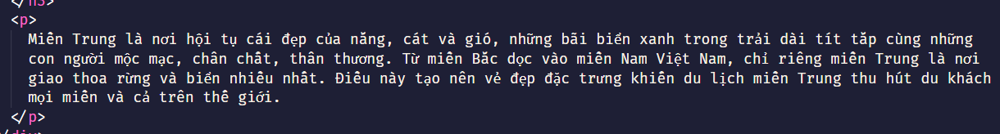 </h3>
<p>
Miền Trung là nơi hội tụ cái đẹp của nắng, cát và gió, những bãi biển xanh trong trải dài tít tắp cùng những
con người mộc mạc, chân chất, thân thương. Từ miền Bắc dọc vào miền Nam Việt Nam, chỉ riêng miền Trung là nơi
giao thoa rừng và biển nhiều nhất. Điều này tạo nên vẻ đẹp đặc trưng khiến du lịch miền Trung thu hút du khách
mọi miền và cả trên thế giới.
</p>
</div>